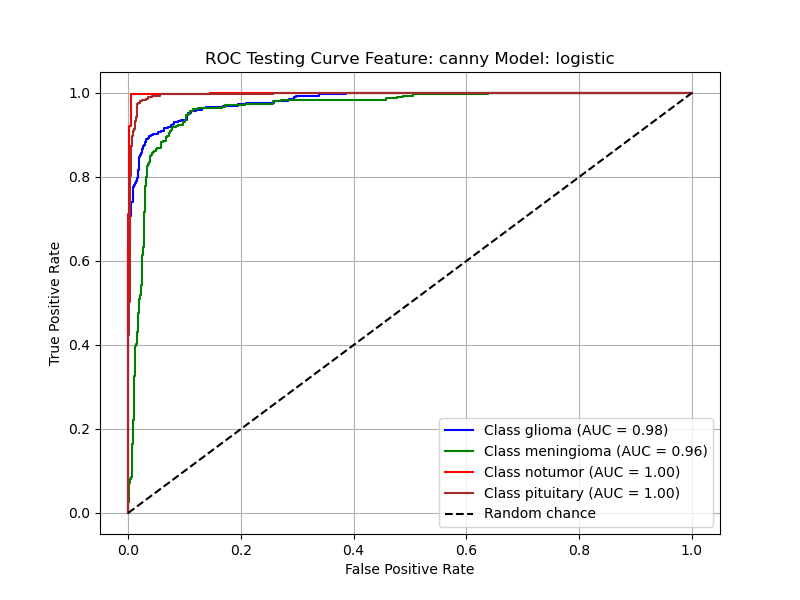 ROC Testing Curve Feature: canny Model: logistic
True Positive Rate
1.0
0.8
0.6
0.4
0.2
0.0
Class glioma (AUC = 0.98)
Class meningioma (AUC = 0.96)
Class notumor (AUC = 1.00)
Class pituitary (AUC = 1.00)
Random chance
0.0 0.2 0.4 0.6 0.8 1.0
False Positive Rate